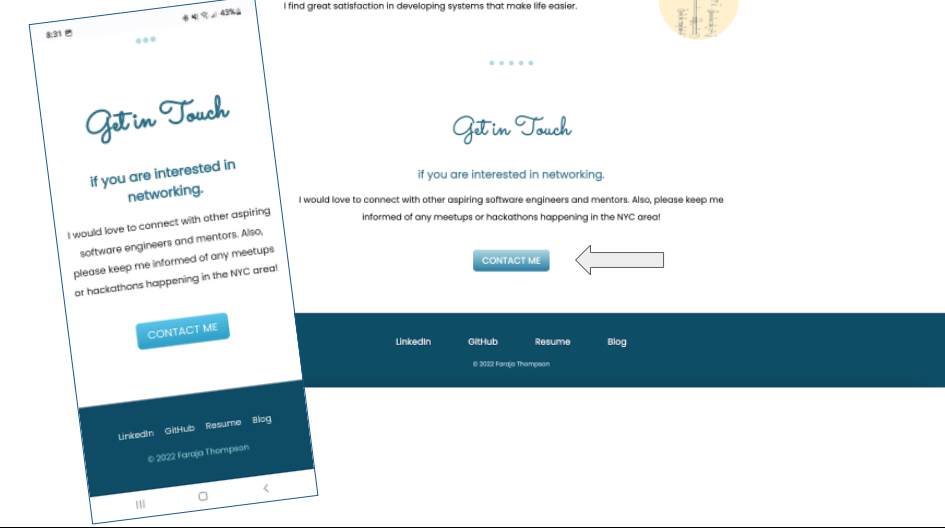 8:31
43%
Get in Touch
if you are interested in
networking.
I would love to connect with other aspiring
software engineers and mentors. Also,
please keep me informed of any meetups
or hackathons happening in the NYC area!
CONTACT ME
LinkedIn GitHub Resume Blog
© 2022 Faraja Thompson
I find great satisfaction in developing systems that make life easier.
Get in Touch
if you are interested in networking.
I would love to connect with other aspiring software engineers and mentors. Also, please keep me
informed of any meetups or hackathons happening in the NYC area!
CONTACT ME
LinkedIn GitHub Resume Blog
© 2022 Faraja Thompson